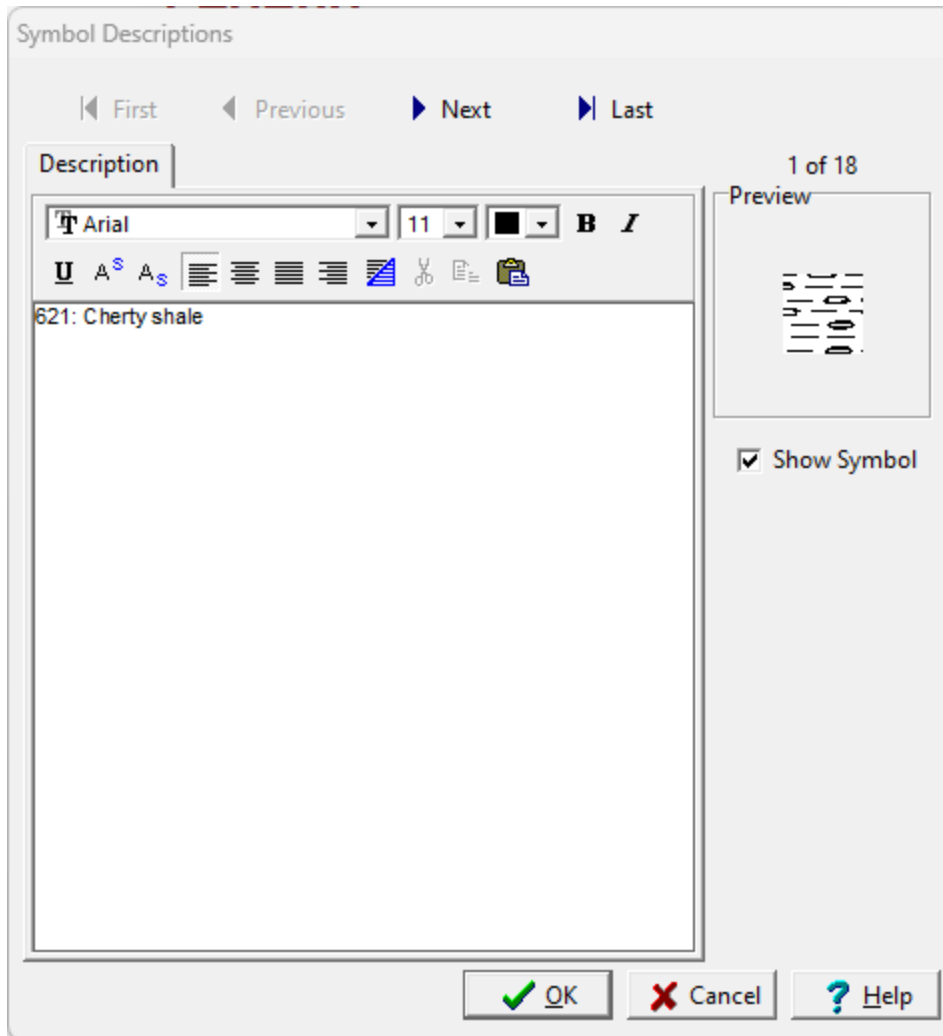 Symbol Descriptions
First Previous Next Last
Description
1 of 18
Preview
Arial 11 B I
U A^S A_S
621: Cherty shale
Show Symbol
OK Cancel Help